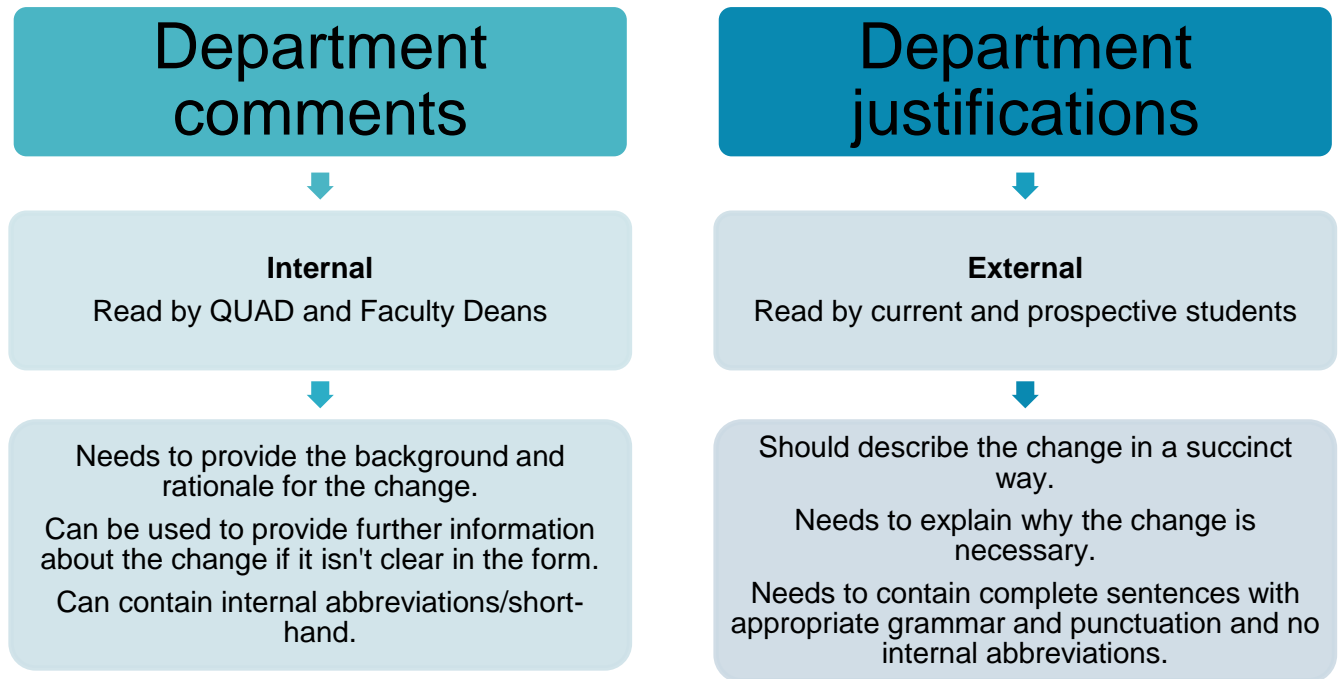 Department
comments
Internal
Read by QUAD and Faculty Deans
Needs to provide the background and
rationale for the change.
Can be used to provide further information
about the change if it isn't clear in the form.
Can contain internal abbreviations/short-
hand.
Department
justifications
External
Read by current and prospective students
Should describe the change in a succinct
way.
Needs to explain why the change is
necessary.
Needs to contain complete sentences with
appropriate grammar and punctuation and no
internal abbreviations.